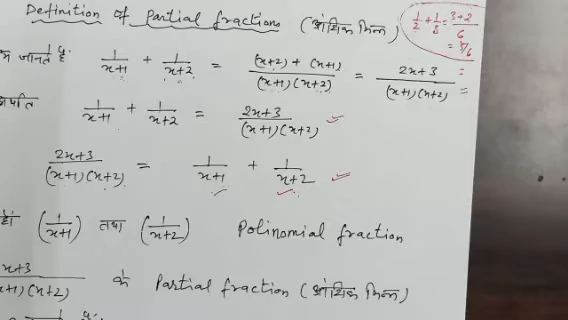 Definition of Partial fractions (आंशिक भिन्न)
1/2 + 1/3 = 3+2/6
= 5/6
जानते हैं
1/x+1 + 1/x+2 = (x+2) + (x+1)/(x+1)(x+2) = 2x+3/(x+1)(x+2) =
1/x+1 + 1/x+2 = 2x+3/(x+1)(x+2)
2x+3/(x+1)(x+2) = 1/x+1 + 1/x+2
(1/x+1) तथा (1/x+2) Polinomial fraction
x+3/x+1)(x+2) के Partial fraction (आंशिक भिन्न)